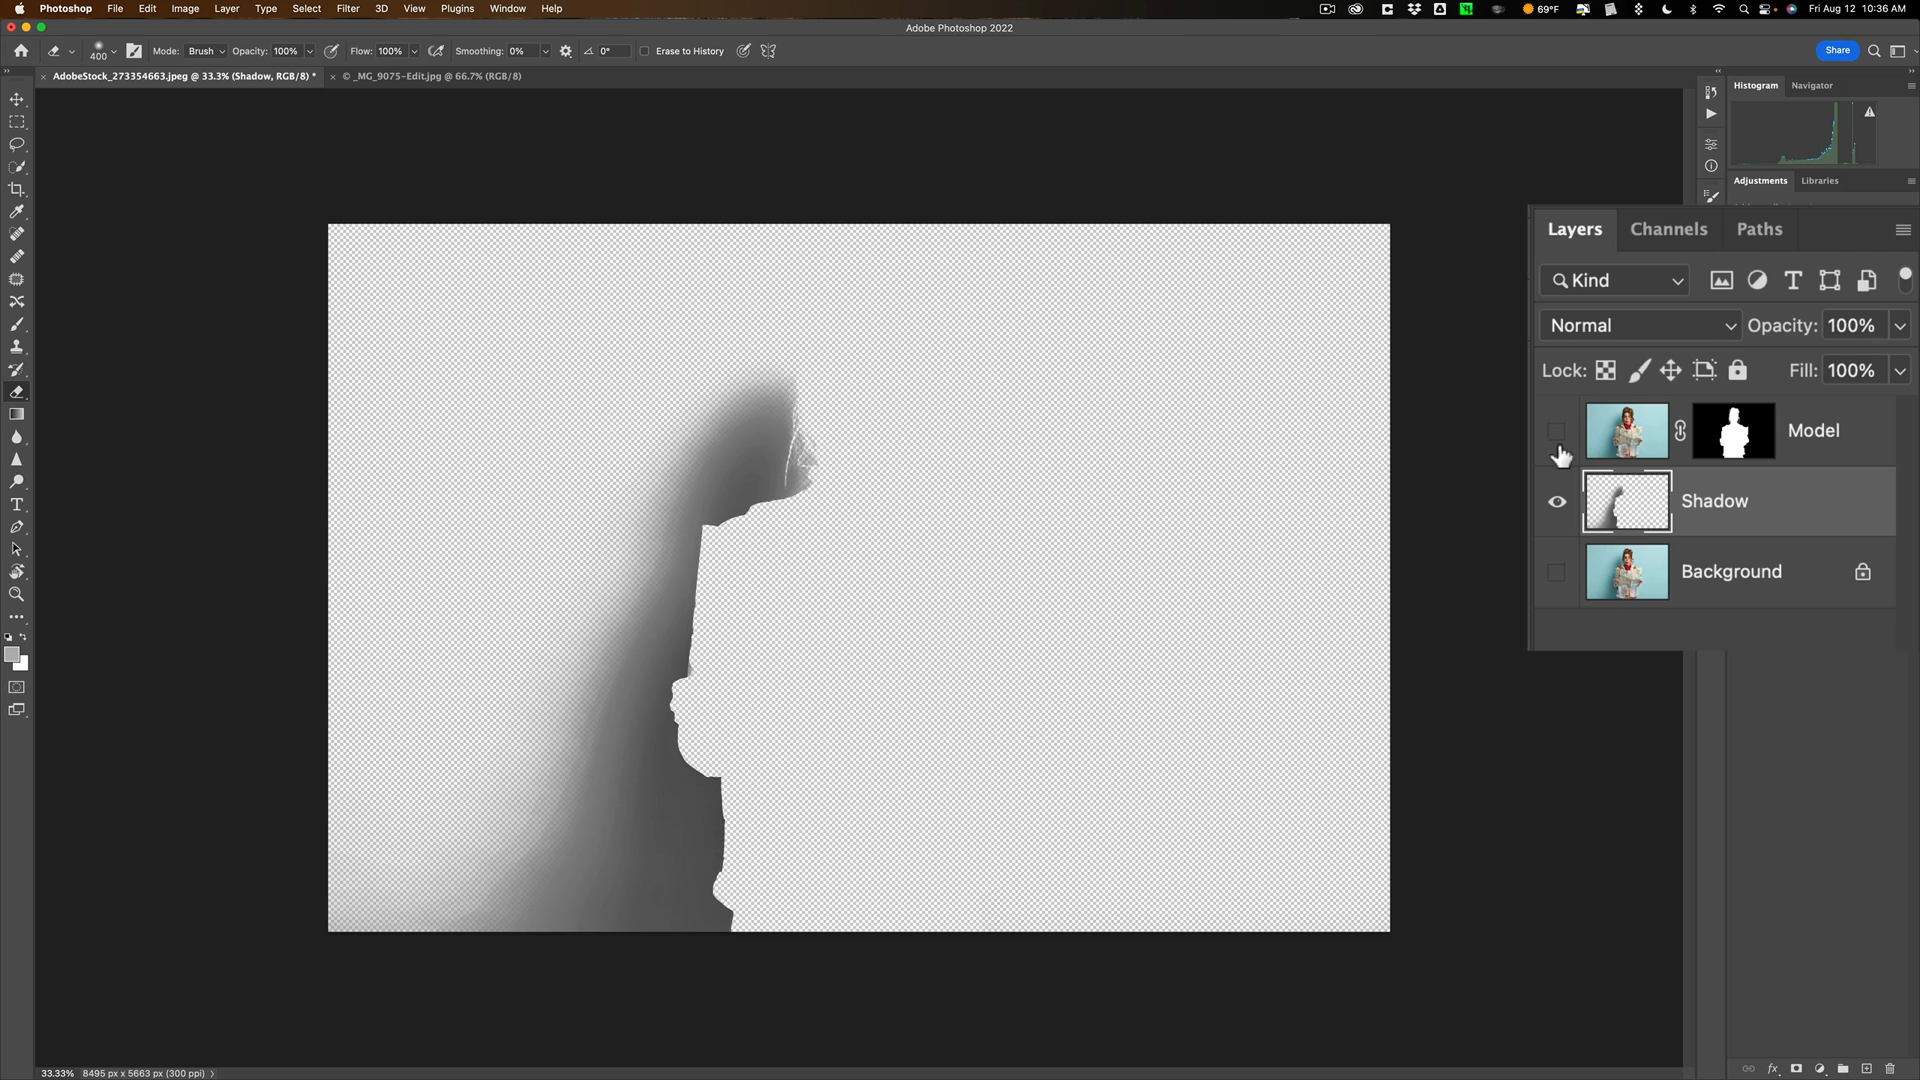 Photoshop File Edit Image Layer Type Select Filter 3D View Plugins Window Help
69°F Fri Aug 12 10:36 AM
Adobe Photoshop 2022
400 Mode: Brush Opacity: 100% Flow: 100% Smoothing: 0% 0° Erase to History Share
AdobeStock_273354663.jpeg @ 33.3% (Shadow, RGB/8) * © _MG_9075-Edit.jpg @ 66.7% (RGB/8)
Histogram Navigator
Adjustments Libraries
Layers Channels Paths
Kind
Normal Opacity: 100%
Lock: Fill: 100%
Model
Shadow
Background
33.33% 8495 px x 5663 px (300 ppi)